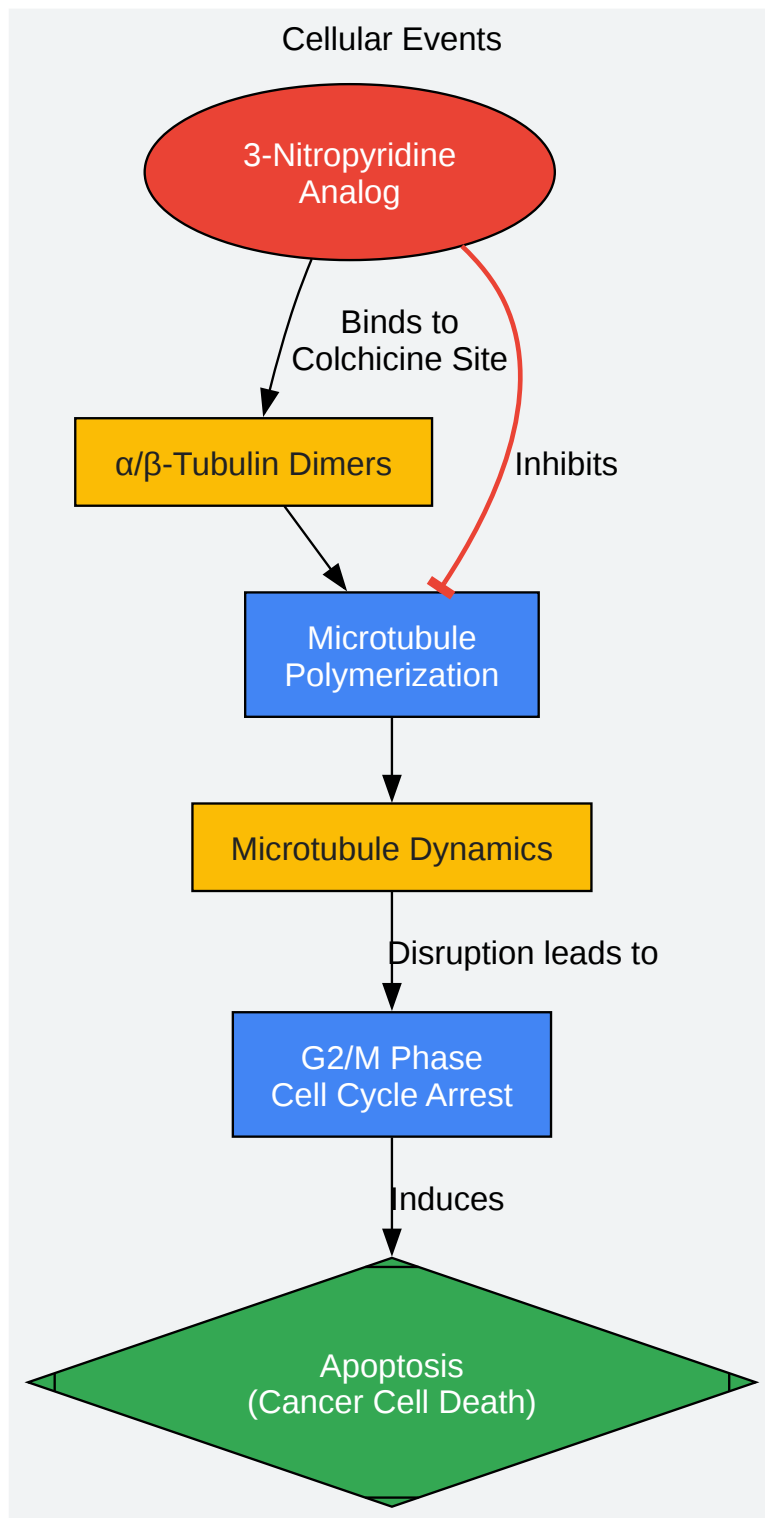 Cellular Events
3-Nitropyridine
Analog
Binds to
Colchicine Site
α/β-Tubulin Dimers
Inhibits
Microtubule
Polymerization
Microtubule Dynamics
Disruption leads to
G2/M Phase
Cell Cycle Arrest
Induces
Apoptosis
(Cancer Cell Death)